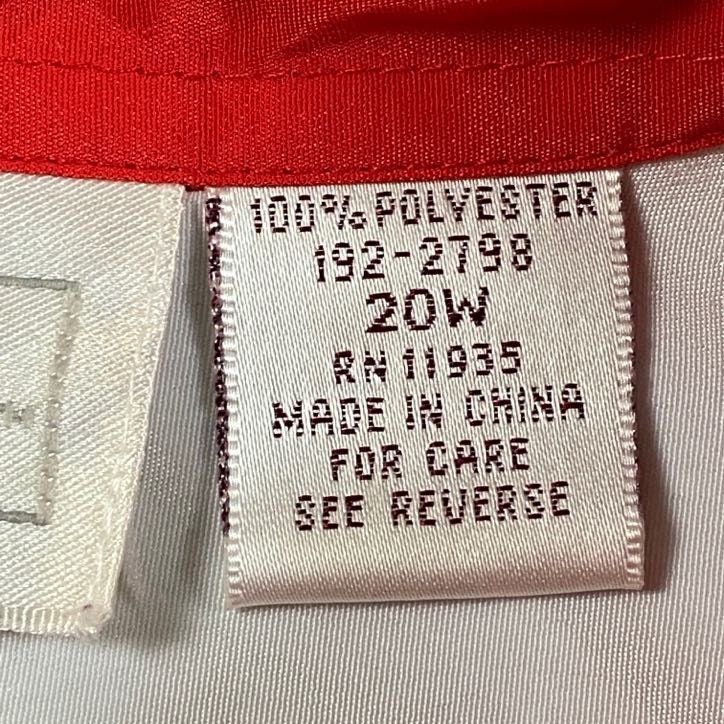 100% POLYESTER
192-2798
20W
RN 11935
MADE IN CHINA
FOR CARE
SEE REVERSE